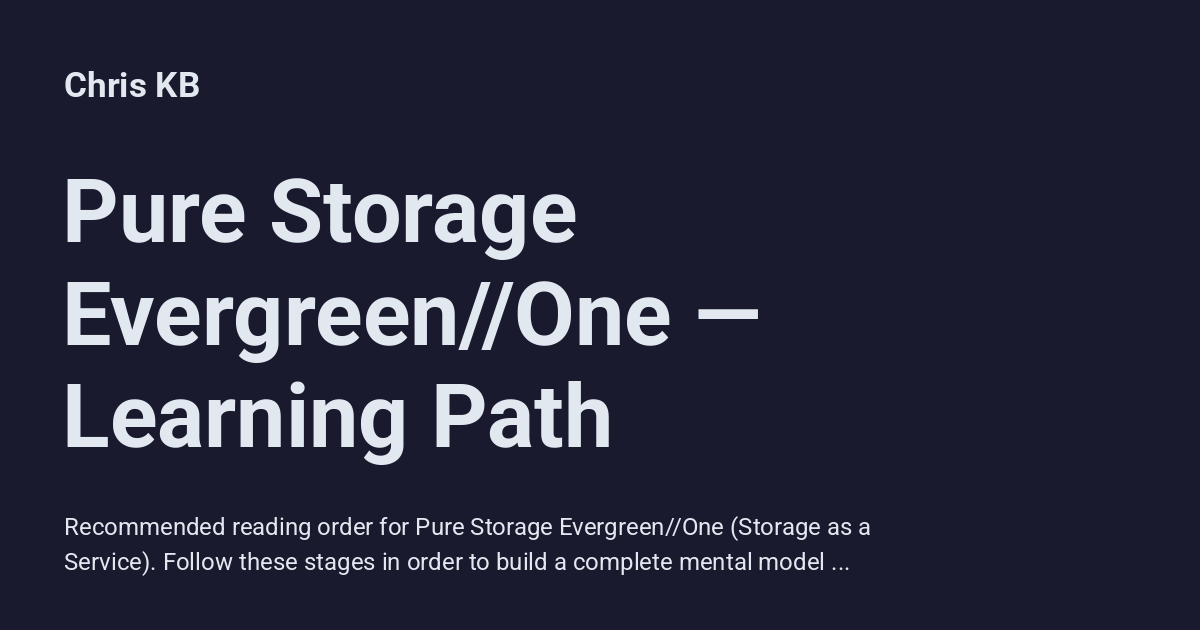 Chris KB
Pure Storage
Evergreen//One —
Learning Path
Recommended reading order for Pure Storage Evergreen//One (Storage as a
Service). Follow these stages in order to build a complete mental model ...